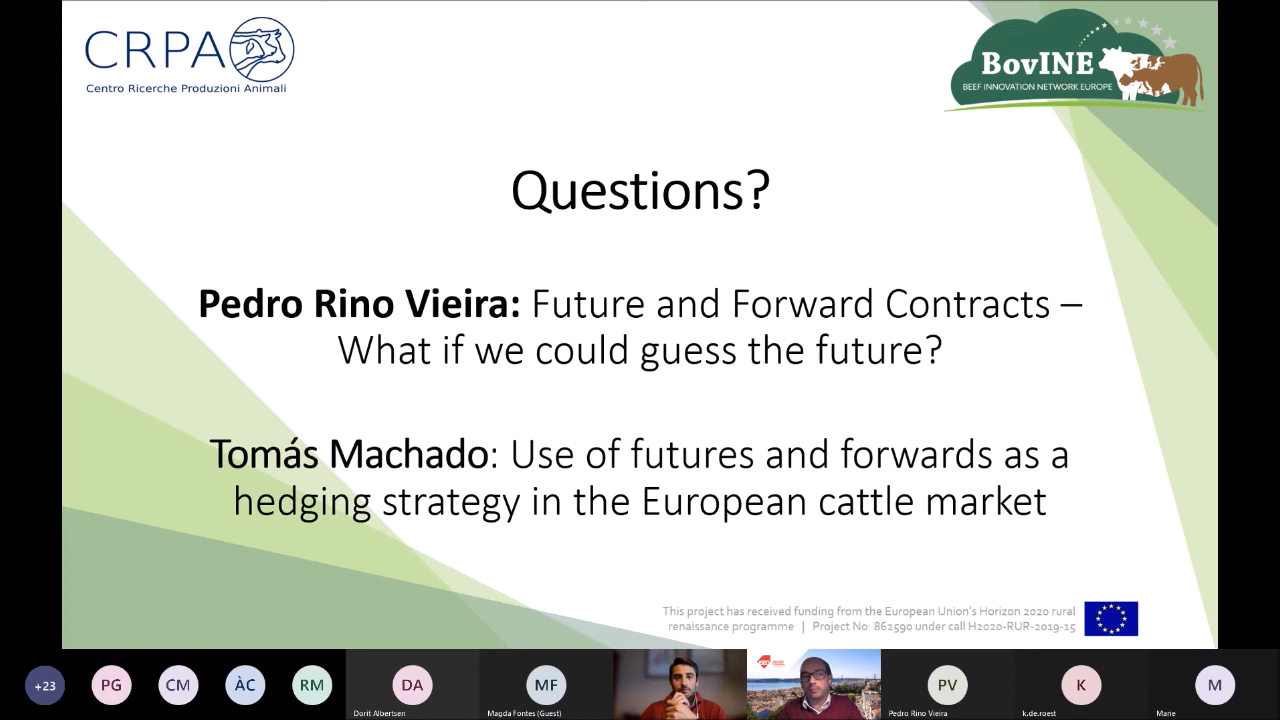 CRPA
Centro Ricerche Produzioni Animali
BovINE
BEEF INNOVATION NETWORK EUROPE
Questions?
Pedro Rino Vieira: Future and Forward Contracts –
What if we could guess the future?
Tomás Machado: Use of futures and forwards as a
hedging strategy in the European cattle market
This project has received funding from the European Union's Horizon 2020 rural
renaissance programme | Project No: 862590 under call H2020-RUR-2019-15
+23
PG
CM
ÀC
RM
DA
Dorit Albertsen
MF
Magda Fontes (Guest)
PV
Pedro Rino Vieira
K
k.de.roest
M
Marie